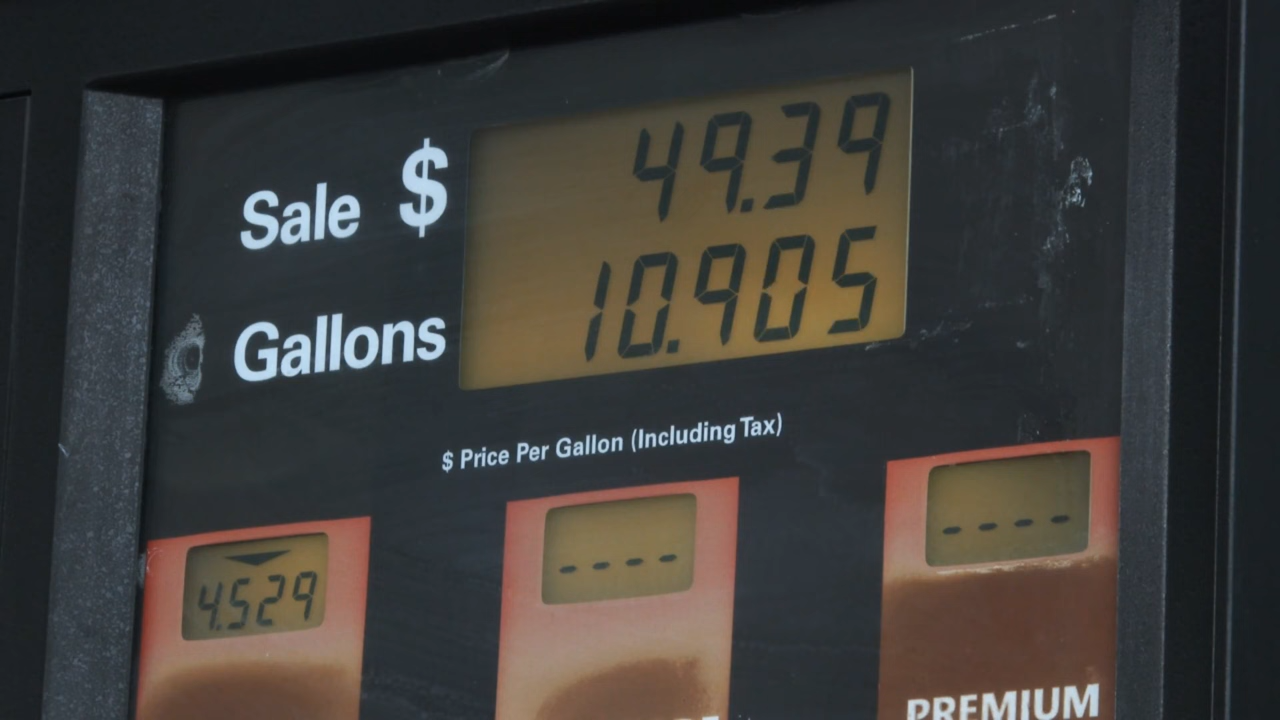 Sale $ 49.39
Gallons 10.905
$ Price Per Gallon (Including Tax)
4.529
- - - -
- - - -
PREMIUM